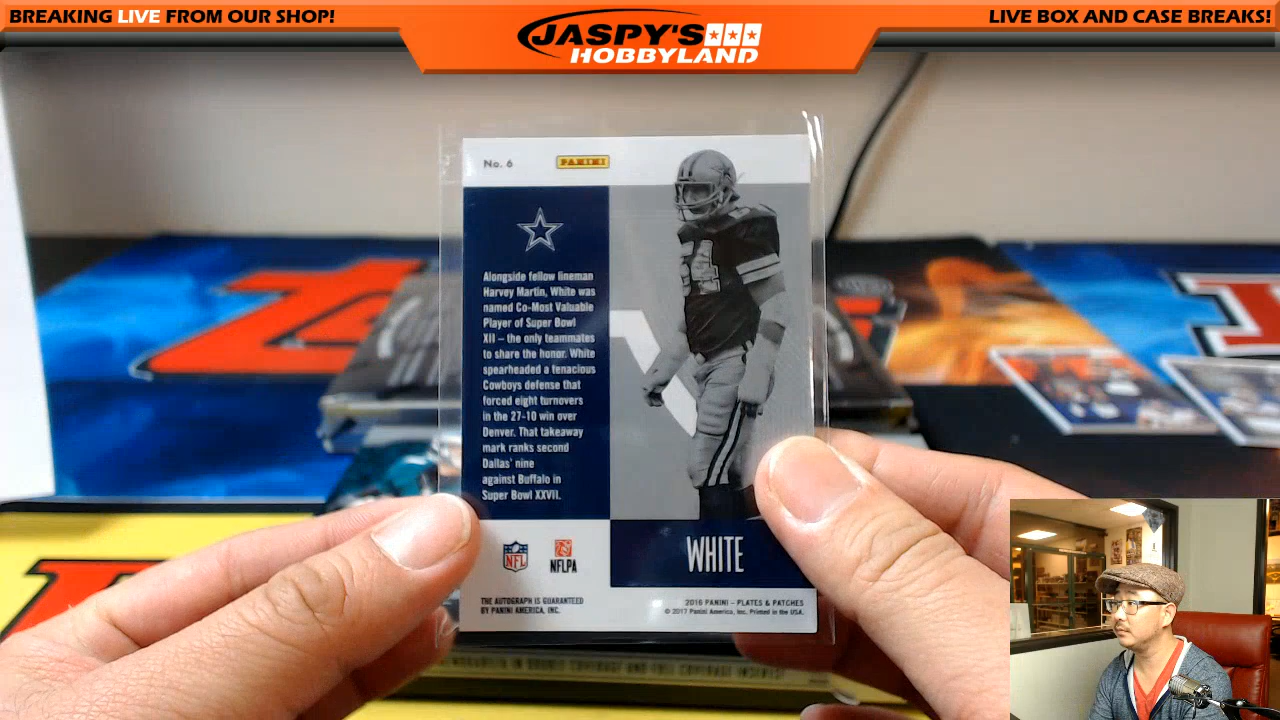 BREAKING LIVE FROM OUR SHOP!
JASPY'S
HOBBYLAND
LIVE BOX AND CASE BREAKS!
No. 6
PANINI
54
Alongside fellow lineman
Harvey Martin, White was
named Co-Most Valuable
Player of Super Bowl
XII – the only teammates
to share the honor. White
spearheaded a tenacious
Cowboys defense that
forced eight turnovers
in the 27-10 win over
Denver. That takeaway
mark ranks second
Dallas' nine
against Buffalo in
Super Bowl XXVII.
NFL
NFLPA
WHITE
THE AUTOGRAPH IS GUARANTEED
BY PANINI AMERICA, INC.
2016 PANINI – PLATES & PATCHES
© 2017 Panini America, Inc. Printed in the USA.